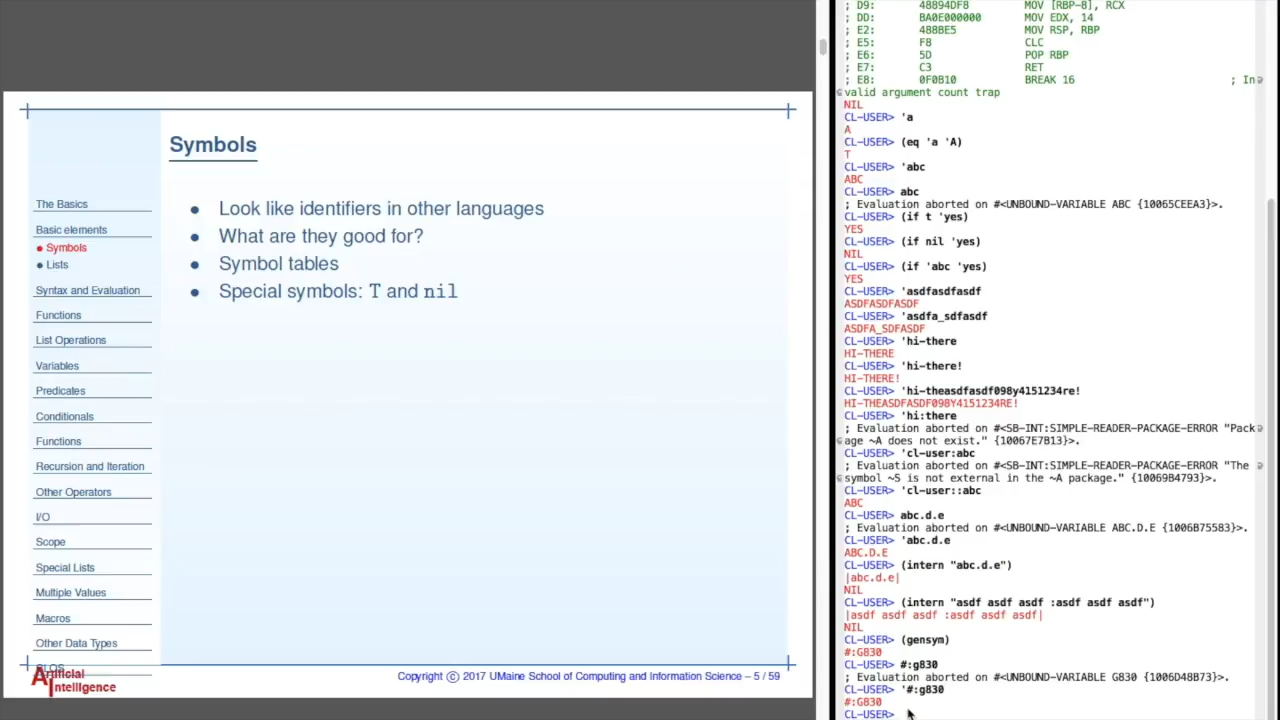 Symbols
The Basics
Basic elements
● Symbols
● Lists
Syntax and Evaluation
Functions
List Operations
Variables
Predicates
Conditionals
Functions
Recursion and Iteration
Other Operators
I/O
Scope
Special Lists
Multiple Values
Macros
Other Data Types
CLOS
● Look like identifiers in other languages
● What are they good for?
● Symbol tables
● Special symbols: T and nil
Artificial
Intelligence
Copyright © 2017 UMaine School of Computing and Information Science – 5 / 59
; D9: 48894DF8 MOV [RBP-8], RCX
; DD: BA0E000000 MOV EDX, 14
; E2: 488BE5 MOV RSP, RBP
; E5: F8 CLC
; E6: 5D POP RBP
; E7: C3 RET
; E8: 0F0B10 BREAK 16 ; In
valid argument count trap
NIL
CL-USER> 'a
A
CL-USER> (eq 'a 'A)
T
CL-USER> 'abc
ABC
CL-USER> abc
; Evaluation aborted on #<UNBOUND-VARIABLE ABC {10065CEEA3}>.
CL-USER> (if t 'yes)
YES
CL-USER> (if nil 'yes)
NIL
CL-USER> (if 'abc 'yes)
YES
CL-USER> 'asdfasdfasdf
ASDFASDFASDF
CL-USER> 'asdfa_sdfasdf
ASDFA_SDFASDF
CL-USER> 'hi-there
HI-THERE
CL-USER> 'hi-there!
HI-THERE!
CL-USER> 'hi-theasdfasdf098y4151234re!
HI-THEASDFASDF098Y4151234RE!
CL-USER> 'hi:there
; Evaluation aborted on #<SB-INT:SIMPLE-READER-PACKAGE-ERROR "Pack
age ~A does not exist." {10067E7B13}>.
CL-USER> 'cl-user:abc
; Evaluation aborted on #<SB-INT:SIMPLE-READER-PACKAGE-ERROR "The
symbol ~S is not external in the ~A package." {10069B4793}>.
CL-USER> 'cl-user::abc
ABC
CL-USER> abc.d.e
; Evaluation aborted on #<UNBOUND-VARIABLE ABC.D.E {1006B75583}>.
CL-USER> 'abc.d.e
ABC.D.E
CL-USER> (intern "abc.d.e")
|abc.d.e|
NIL
CL-USER> (intern "asdf asdf asdf :asdf asdf asdf")
|asdf asdf asdf :asdf asdf asdf|
NIL
CL-USER> (gensym)
#:G830
CL-USER> #:g830
; Evaluation aborted on #<UNBOUND-VARIABLE G830 {1006D48B73}>.
CL-USER> '#:g830
#:G830
CL-USER>